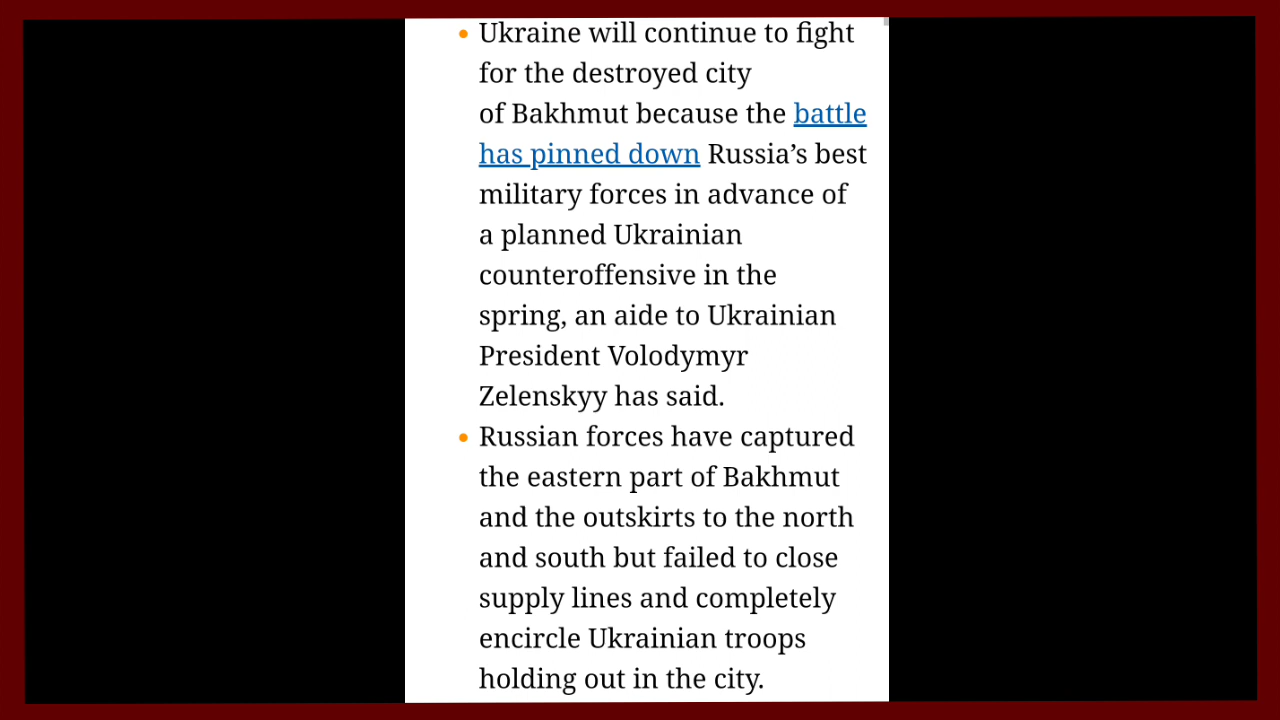 Ukraine will continue to fight
for the destroyed city
of Bakhmut because the battle
has pinned down Russia’s best
military forces in advance of
a planned Ukrainian
counteroffensive in the
spring, an aide to Ukrainian
President Volodymyr
Zelenskyy has said.
Russian forces have captured
the eastern part of Bakhmut
and the outskirts to the north
and south but failed to close
supply lines and completely
encircle Ukrainian troops
holding out in the city.